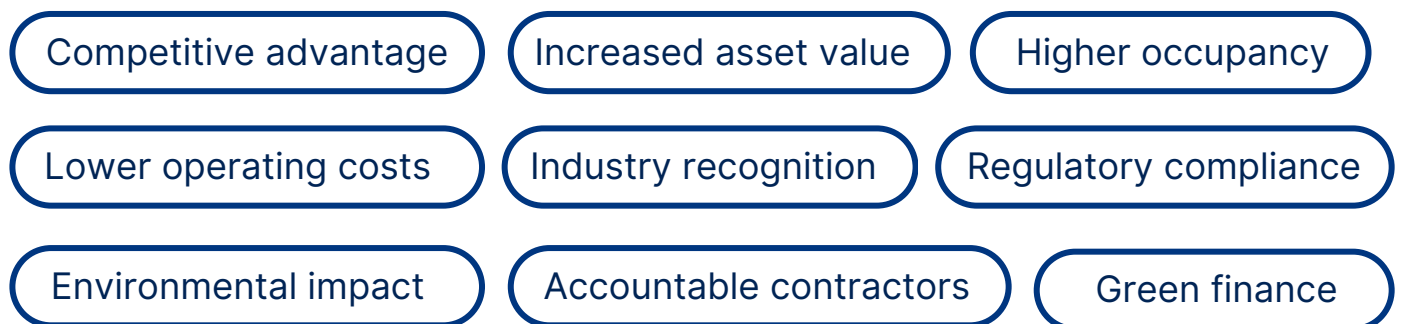 Competitive advantage Increased asset value Higher occupancy
Lower operating costs Industry recognition Regulatory compliance
Environmental impact Accountable contractors Green finance